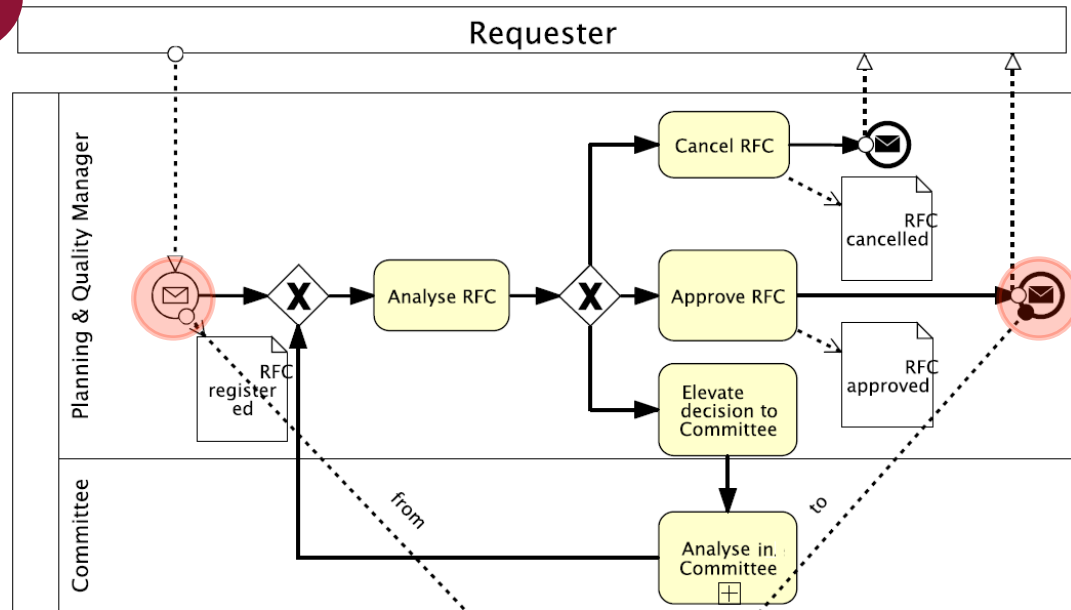 Requester
Planning & Quality Manager
Cancel RFC
RFC
cancelled
X
Analyse RFC
X
Approve RFC
RFC
register
ed
RFC
approved
Elevate
decision to
Committee
Committee
from
to
Analyse in
Committee